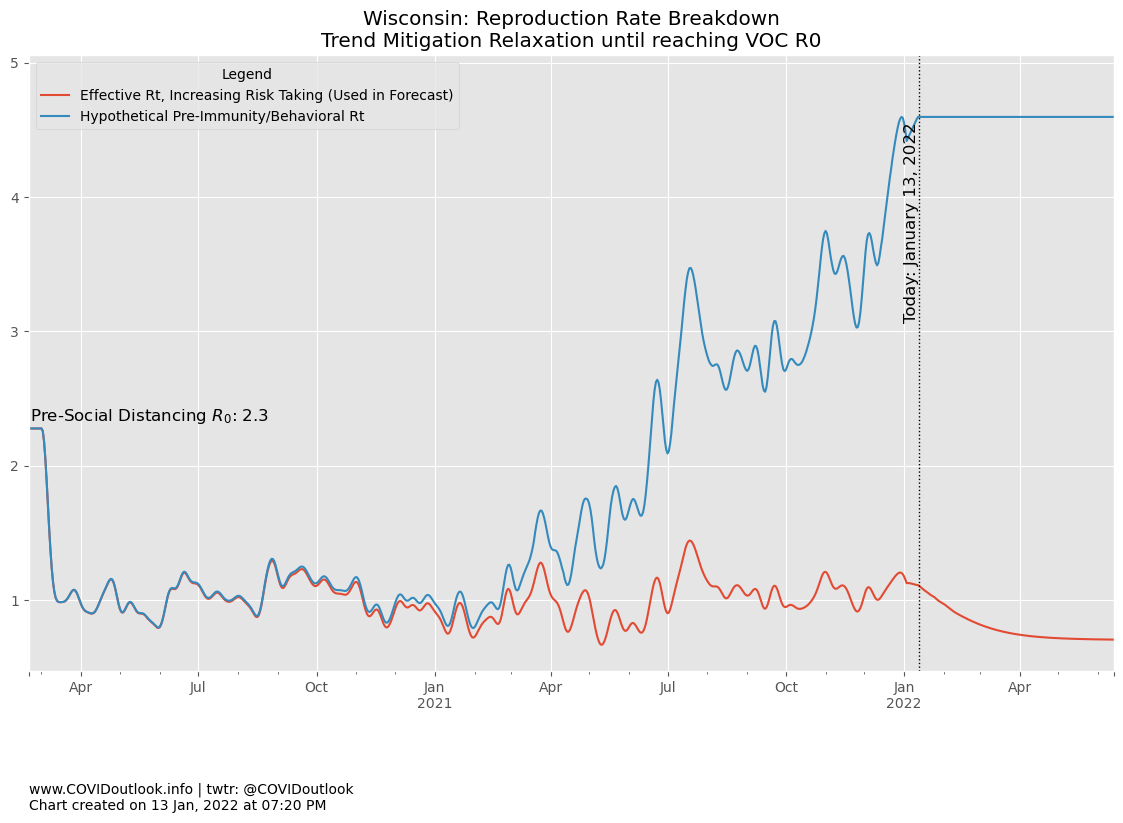 Wisconsin: Reproduction Rate Breakdown
Trend Mitigation Relaxation until reaching VOC R0
Legend
Effective Rt, Increasing Risk Taking (Used in Forecast)
Hypothetical Pre-Immunity/Behavioral Rt
5
4
3
2
1
Pre-Social Distancing R₀: 2.3
Today: January 13, 2022
Apr
Jul
Oct
Jan
2021
Apr
Jul
Oct
Jan
2022
Apr
www.COVIDoutlook.info | twtr: @COVIDoutlook
Chart created on 13 Jan, 2022 at 07:20 PM